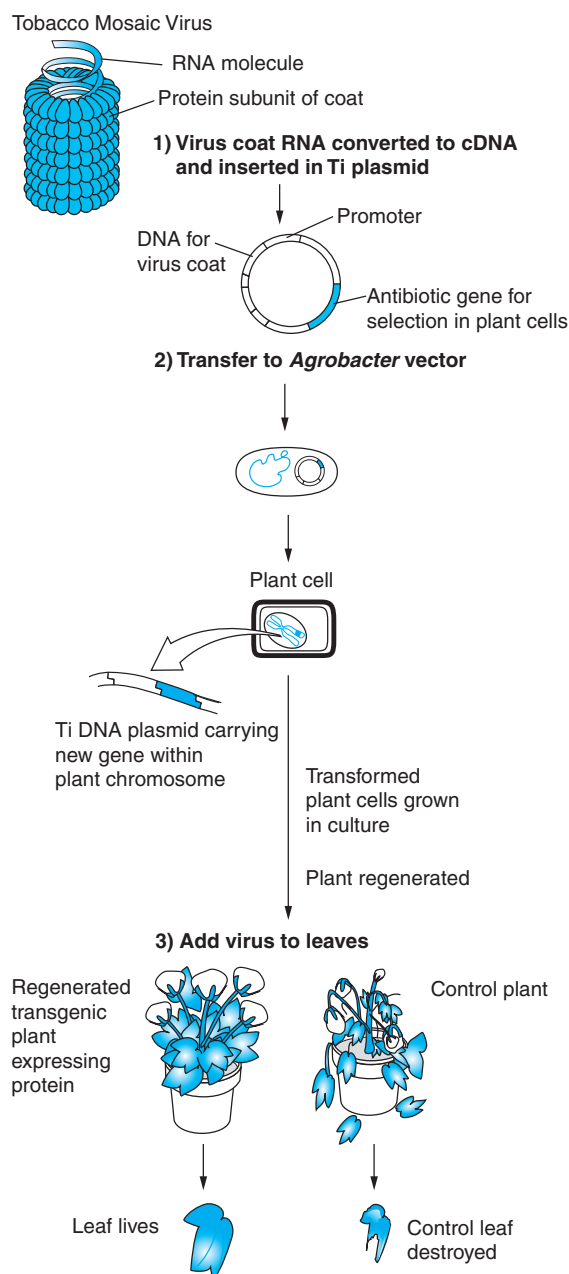 Tobacco Mosaic Virus
RNA molecule
Protein subunit of coat
1) Virus coat RNA converted to cDNA
and inserted in Ti plasmid
Promoter
DNA for
virus coat
Antibiotic gene for
selection in plant cells
2) Transfer to Agrobacter vector
Plant cell
Ti DNA plasmid carrying
new gene within
plant chromosome
Transformed
plant cells grown
in culture
Plant regenerated
3) Add virus to leaves
Regenerated
transgenic
plant
expressing
protein
Control plant
Leaf lives
Control leaf
destroyed